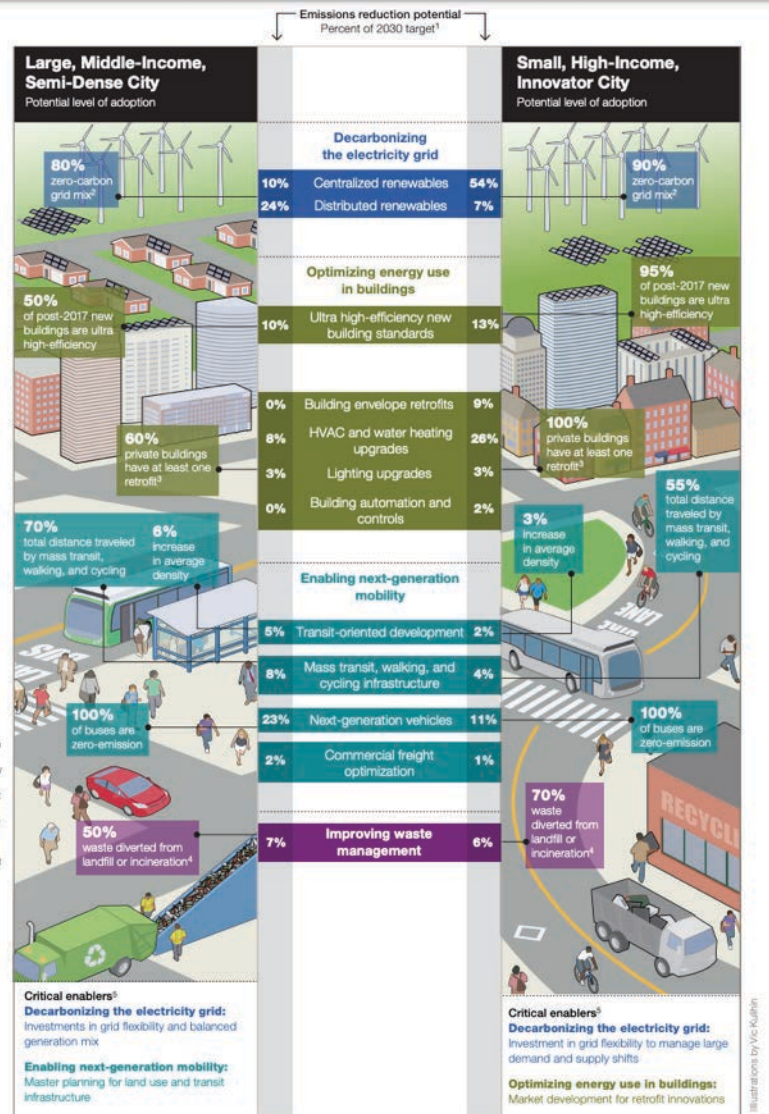 Emissions reduction potential
Percent of 2030 target¹
Large, Middle-Income,
Semi-Dense City
Potential level of adoption
Small, High-Income,
Innovator City
Potential level of adoption
Decarbonizing
the electricity grid
80%
zero-carbon
grid mix²
90%
zero-carbon
grid mix²
10% Centralized renewables 54%
24% Distributed renewables 7%
Optimizing energy use
in buildings
50%
of post-2017 new
buildings are ultra
high-efficiency
95%
of post-2017 new
buildings are ultra
high-efficiency
10% Ultra high-efficiency new
building standards 13%
0% Building envelope retrofits 9%
8% HVAC and water heating
upgrades 26%
3% Lighting upgrades 3%
0% Building automation and
controls 2%
60%
private buildings
have at least one
retrofit³
100%
private buildings
have at least one
retrofit³
70%
total distance traveled
by mass transit,
walking, and cycling
6%
increase
in average
density
3%
increase
in average
density
55%
total distance
traveled by
mass transit,
walking, and
cycling
Enabling next-generation
mobility
5% Transit-oriented development 2%
8% Mass transit, walking, and
cycling infrastructure 4%
23% Next-generation vehicles 11%
2% Commercial freight
optimization 1%
100%
of buses are
zero-emission
100%
of buses are
zero-emission
BUS
LANE
LANE
50%
waste diverted from
landfill or incineration⁴
7% Improving waste
management 6%
70%
waste
diverted from
landfill or
incineration⁴
RECYCLI
Critical enablers⁵
Decarbonizing the electricity grid:
Investments in grid flexibility and balanced
generation mix
Enabling next-generation mobility:
Master planning for land use and transit
infrastructure
Critical enablers⁵
Decarbonizing the electricity grid:
Investment in grid flexibility to manage large
demand and supply shifts
Optimizing energy use in buildings:
Market development for retrofit innovations
Illustrations by Vic Kulihin